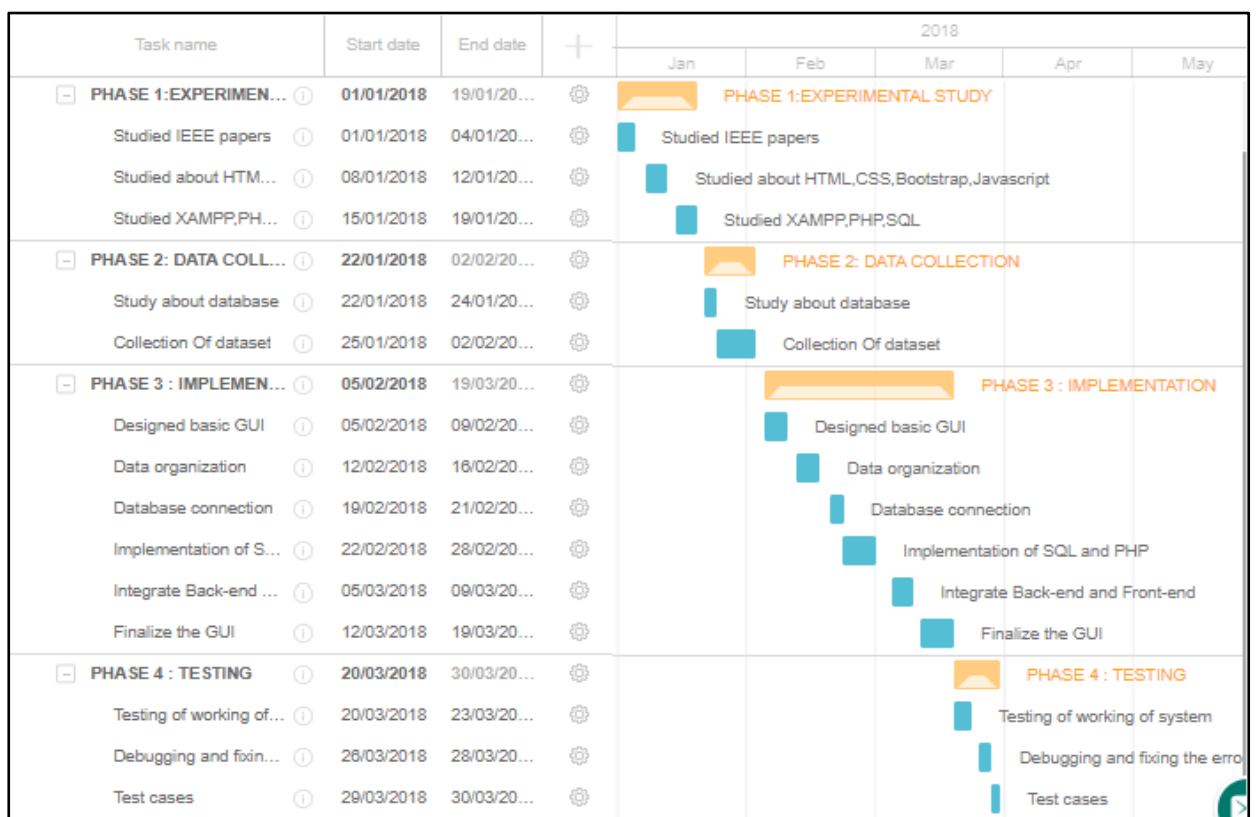 Task name Start date End date 2018
Jan Feb Mar Apr May
PHASE 1:EXPERIMEN... 01/01/2018 19/01/20... PHASE 1:EXPERIMENTAL STUDY
Studied IEEE papers 01/01/2018 04/01/20... Studied IEEE papers
Studied about HTM... 08/01/2018 12/01/20... Studied about HTML,CSS,Bootstrap,Javascript
Studied XAMPP,PH... 15/01/2018 19/01/20... Studied XAMPP,PHP,SQL
PHASE 2: DATA COLL... 22/01/2018 02/02/20... PHASE 2: DATA COLLECTION
Study about database 22/01/2018 24/01/20... Study about database
Collection Of dataset 25/01/2018 02/02/20... Collection Of dataset
PHASE 3 : IMPLEMEN... 05/02/2018 19/03/20... PHASE 3 : IMPLEMENTATION
Designed basic GUI 05/02/2018 09/02/20... Designed basic GUI
Data organization 12/02/2018 16/02/20... Data organization
Database connection 19/02/2018 21/02/20... Database connection
Implementation of S... 22/02/2018 28/02/20... Implementation of SQL and PHP
Integrate Back-end ... 05/03/2018 09/03/20... Integrate Back-end and Front-end
Finalize the GUI 12/03/2018 19/03/20... Finalize the GUI
PHASE 4 : TESTING 20/03/2018 30/03/20... PHASE 4 : TESTING
Testing of working of... 20/03/2018 23/03/20... Testing of working of system
Debugging and fixin... 26/03/2018 28/03/20... Debugging and fixing the erro
Test cases 29/03/2018 30/03/20... Test cases